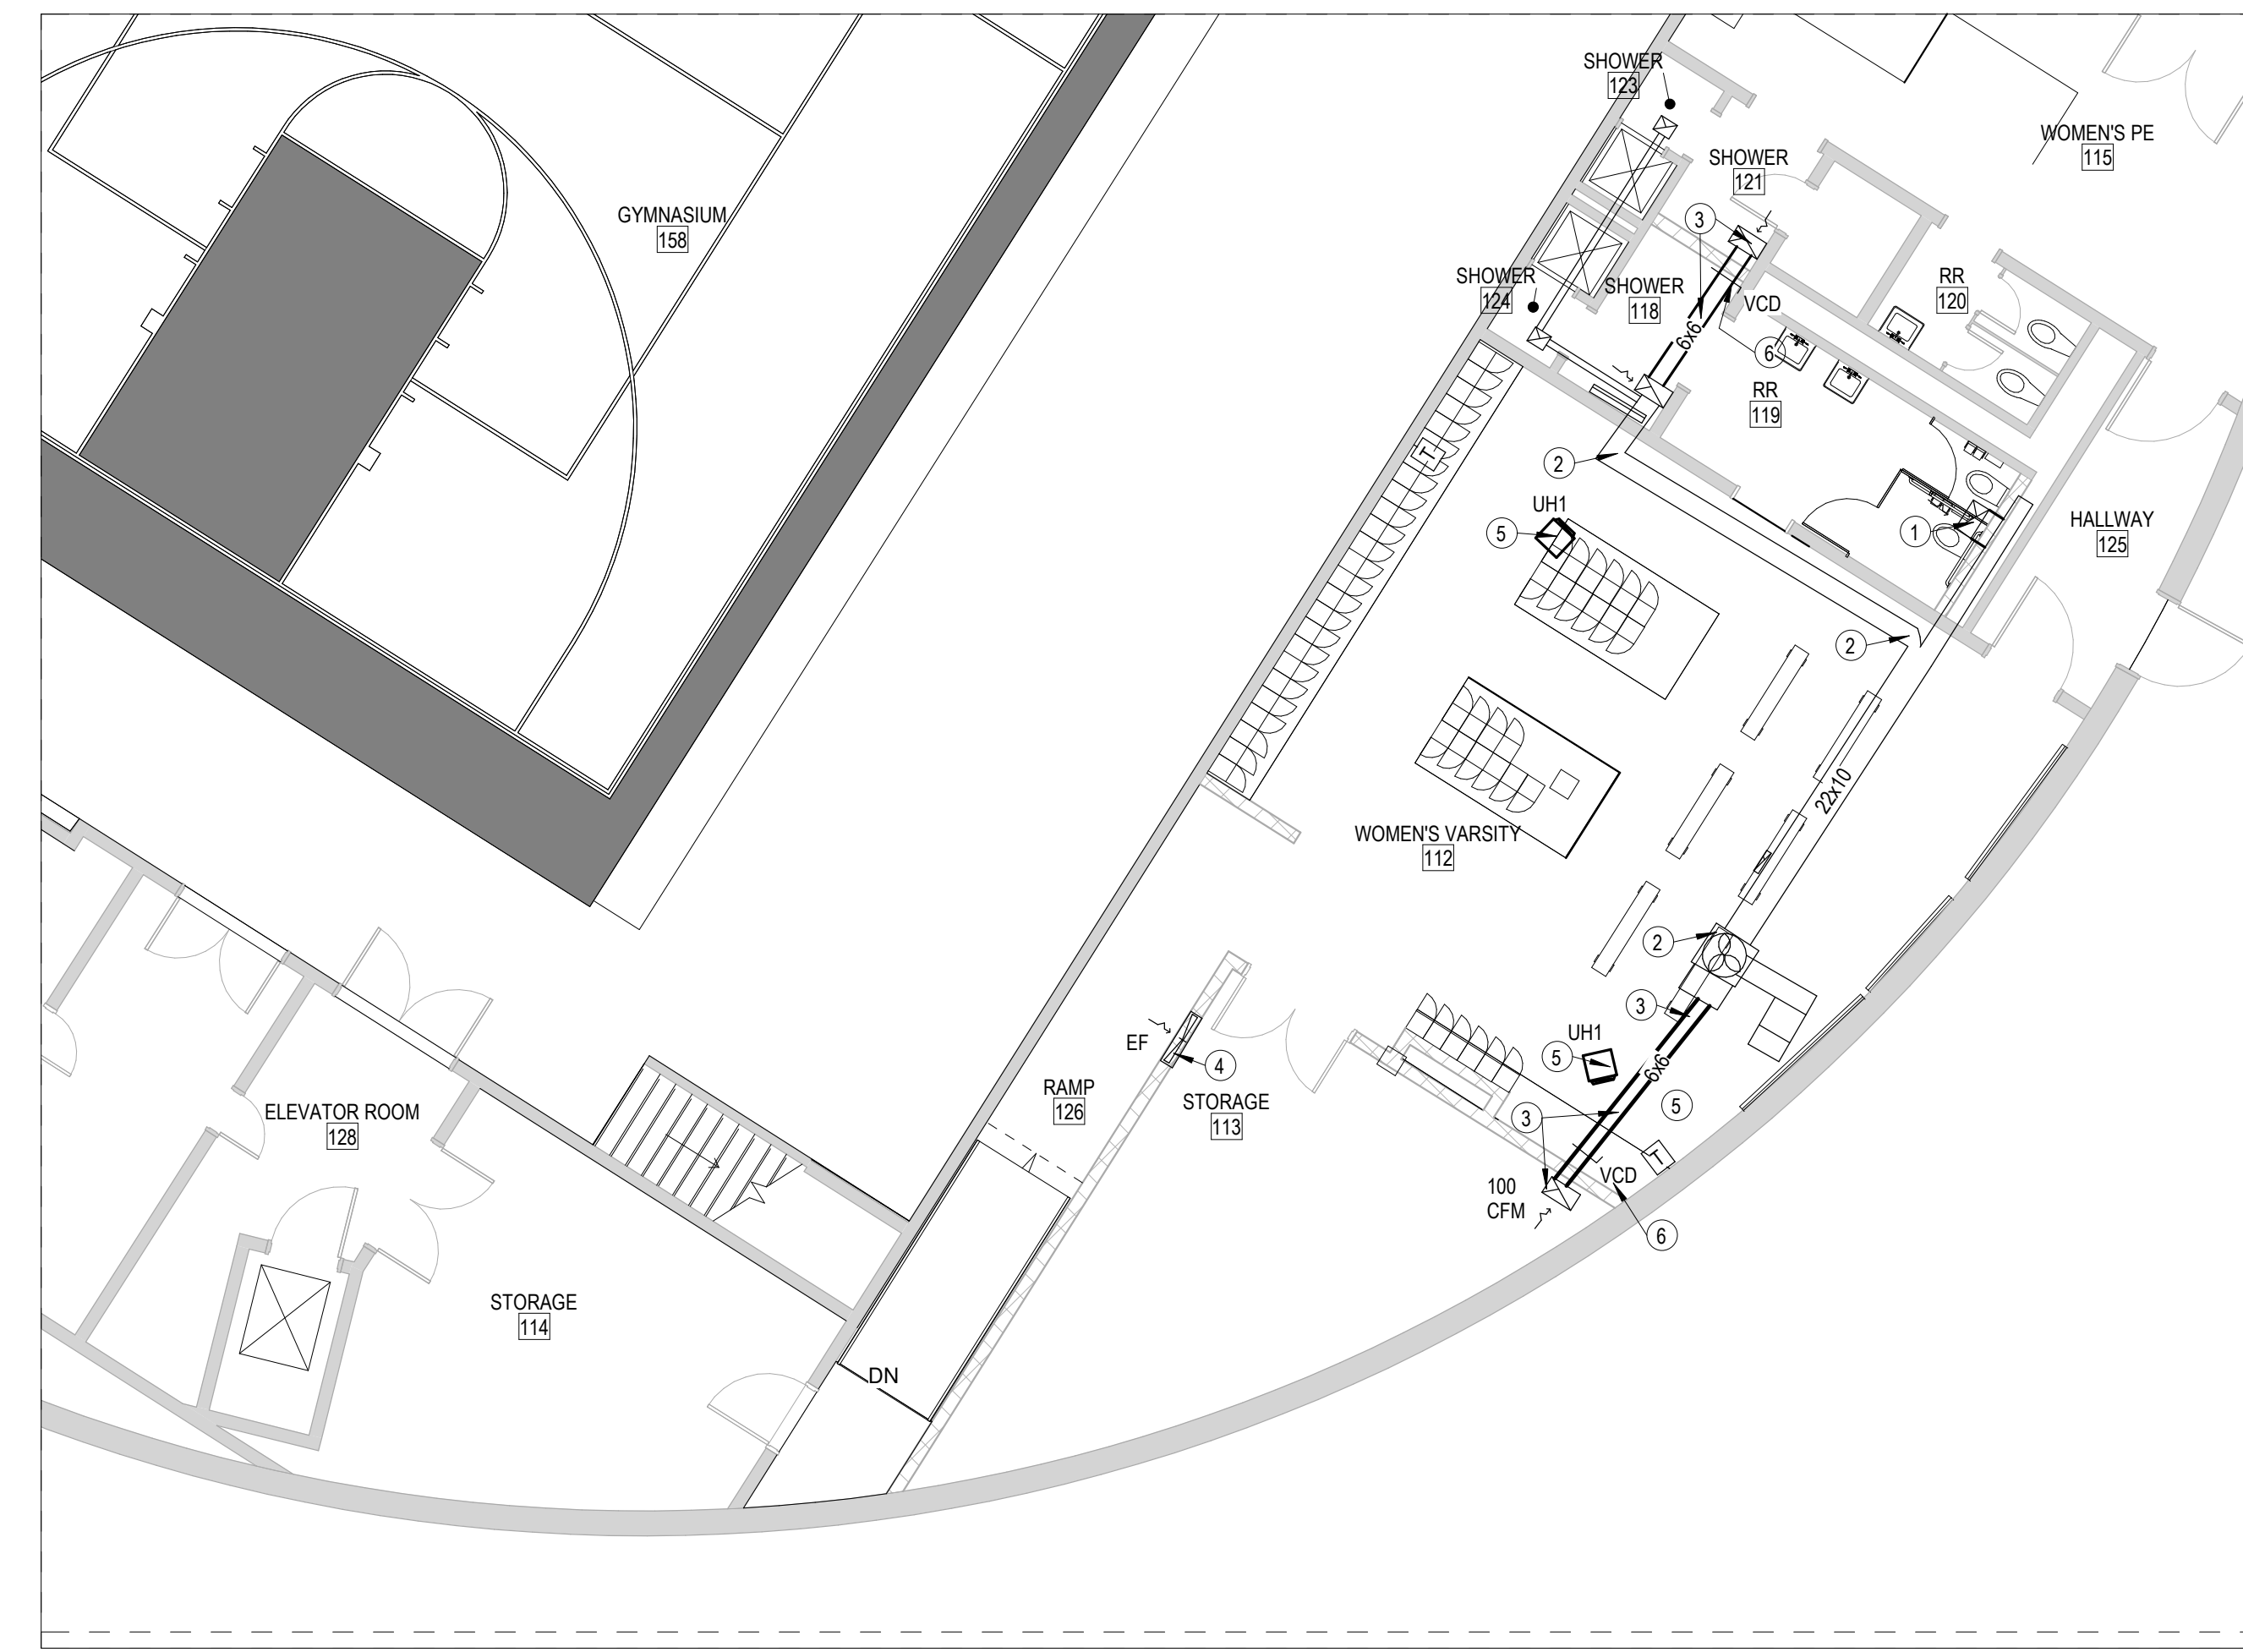 SHOWER
123
SHOWER
121
WOMEN'S PE
115
GYMNASIUM
158
3
SHOWER
124
SHOWER
118
VCD
RR
120
6x6
6
RR
119
2
T
UH1
5
1
HALLWAY
125
2
22x10
WOMEN'S VARSITY
112
2
3
EF
4
UH1
5
6x6
RAMP
126
STORAGE
113
5
3
ELEVATOR ROOM
128
T
VCD
100
CFM
6
STORAGE
114
DN